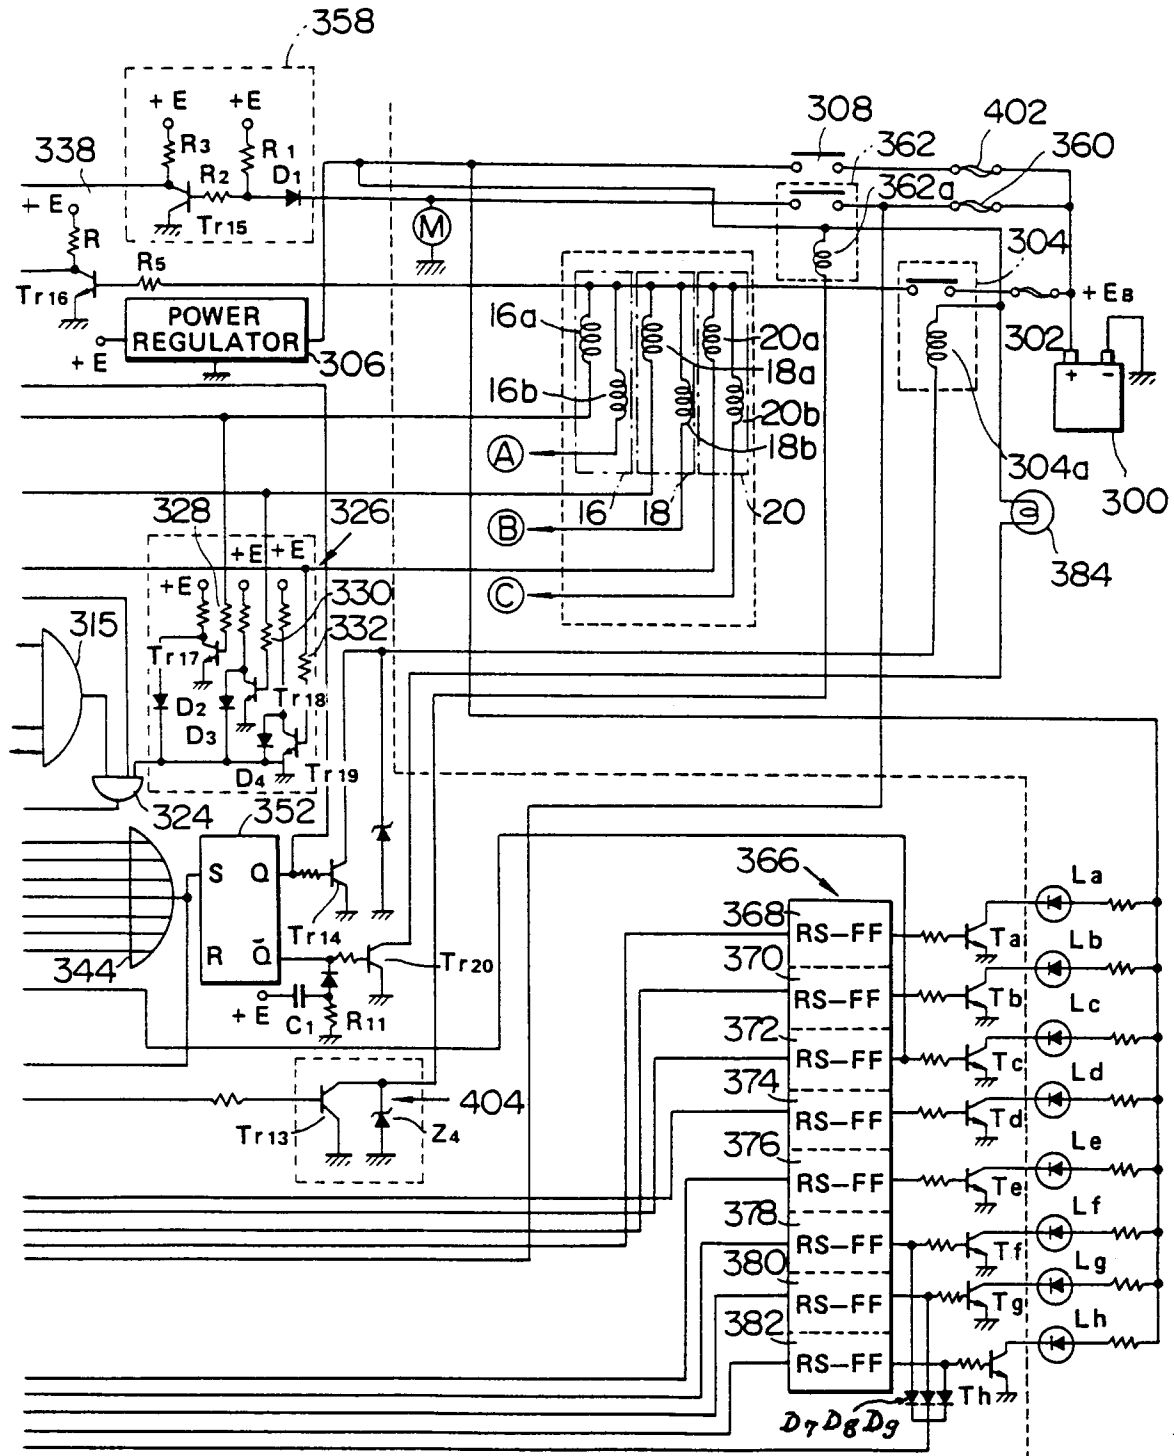 358
+E
+E
308
402
R3
R1
362
360
338
R2
D1
362a
+E
Tr15
M
304
R
R5
Tr16
POWER
REGULATOR
+E
306
16a
20a
18a
16b
20b
18b
302
+EB
+
-
304a
300
A
16
18
20
B
384
C
328
326
+E
+E
+E
330
332
315
Tr17
Tr18
D2
D3
D4
Tr19
324
352
S
Q
R
Q̄
344
Tr14
Tr20
+E
C1
R11
366
368
RS-FF
Ta
La
370
RS-FF
Tb
Lb
372
RS-FF
Tc
Lc
374
RS-FF
Td
Ld
376
RS-FF
Te
Le
378
RS-FF
Tf
Lf
380
RS-FF
Tg
Lg
382
RS-FF
Th
Lh
404
Tr13
Z4
D7 D8 D9